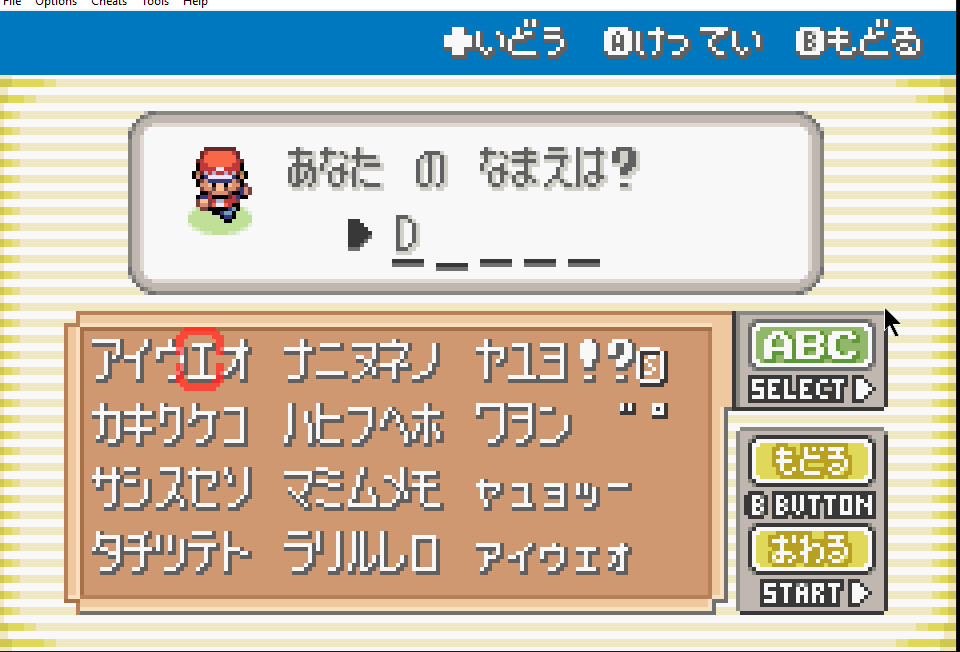 File Options Cheats Tools Help
いどう Aけってい Bもどる
あなた の なまえは?
▶D
アイウエオ ナニヌネノ ヤユヨ!?S
カキクケコ ハヒフヘホ ワヲン ゛゜
サシスセソ マミムメモ ャュョッー
タチツテト ラリルレロ ァィゥェォ
ABC
SELECT▶
もどる
B BUTTON
おわる
START▶